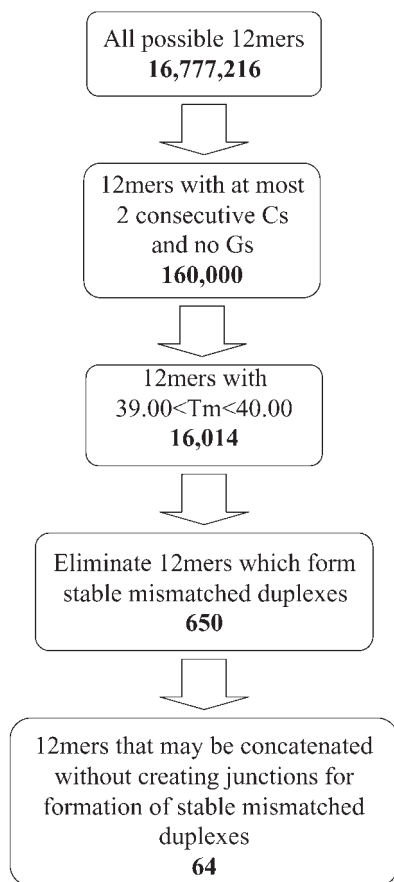 All possible 12mers
16,777,216
12mers with at most
2 consecutive Cs
and no Gs
160,000
12mers with
39.00<Tm<40.00
16,014
Eliminate 12mers which form
stable mismatched duplexes
650
12mers that may be concatenated
without creating junctions for
formation of stable mismatched
duplexes
64